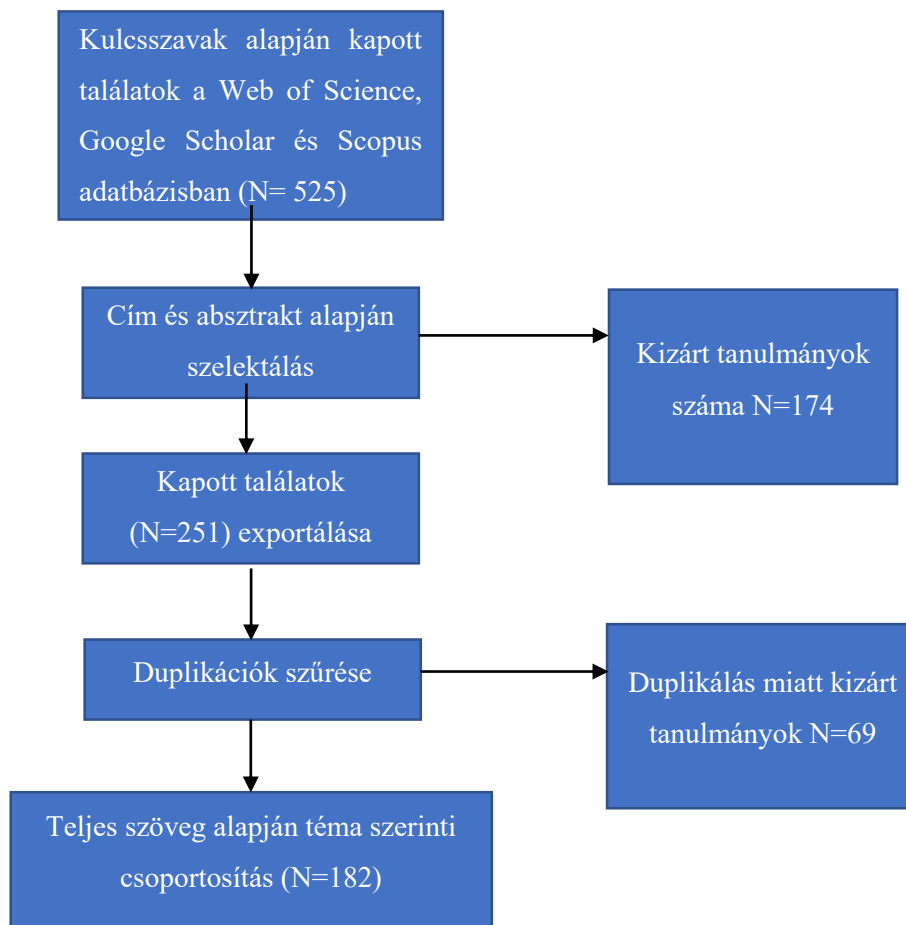 Kulcsszavak alapján kapott
találatok a Web of Science,
Google Scholar és Scopus
adatbázisban (N= 525)
Cím és absztrakt alapján
szelektálás
Kizárt tanulmányok
száma N=174
Kapott találatok
(N=251) exportálása
Duplikációk szűrése
Duplikálás miatt kizárt
tanulmányok N=69
Teljes szöveg alapján téma szerinti
csoportosítás (N=182)